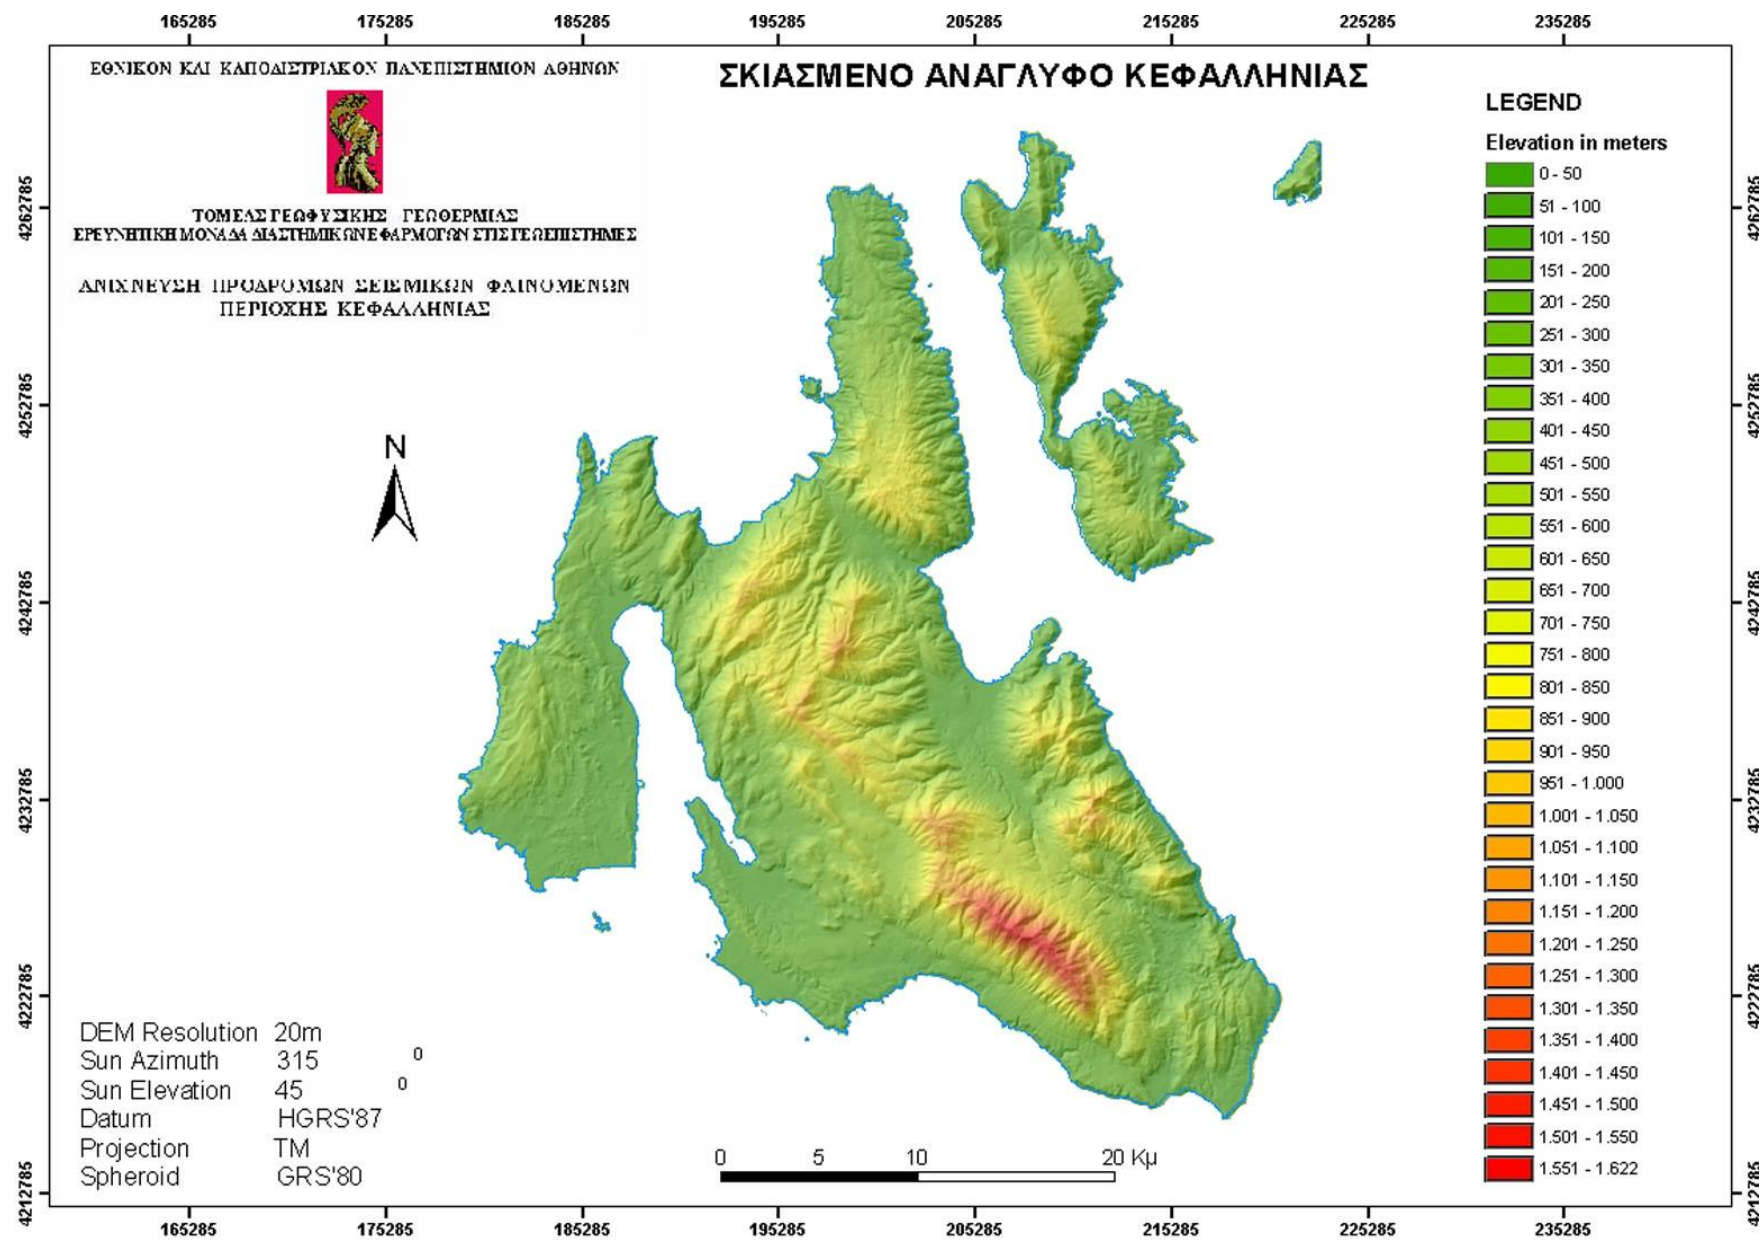 165285 175285 185285 195285 205285 215285 225285 235285
ΕΘΝΙΚΟΝ ΚΑΙ ΚΑΠΟΔΙΣΤΡΙΑΚΟΝ ΠΑΝΕΠΙΣΤΗΜΙΟΝ ΑΘΗΝΩΝ
ΤΟΜΕΑΣ ΓΕΩΦΥΣΙΚΗΣ - ΓΕΩΘΕΡΜΙΑΣ
ΕΡΕΥΝΗΤΙΚΗ ΜΟΝΑΔΑ ΔΙΑΣΤΗΜΙΚΩΝ ΕΦΑΡΜΟΓΩΝ ΣΤΙΣ ΓΕΩΕΠΙΣΤΗΜΕΣ
ΑΝΙΧΝΕΥΣΗ ΠΡΟΔΡΟΜΩΝ ΣΕΙΣΜΙΚΩΝ ΦΑΙΝΟΜΕΝΩΝ
ΠΕΡΙΟΧΗΣ ΚΕΦΑΛΛΗΝΙΑΣ
ΣΚΙΑΣΜΕΝΟ ΑΝΑΓΛΥΦΟ ΚΕΦΑΛΛΗΝΙΑΣ
LEGEND
Elevation in meters
0 - 50
51 - 100
101 - 150
151 - 200
201 - 250
251 - 300
301 - 350
351 - 400
401 - 450
451 - 500
501 - 550
551 - 600
601 - 650
651 - 700
701 - 750
751 - 800
801 - 850
851 - 900
901 - 950
951 - 1.000
1.001 - 1.050
1.051 - 1.100
1.101 - 1.150
1.151 - 1.200
1.201 - 1.250
1.251 - 1.300
1.301 - 1.350
1.351 - 1.400
1.401 - 1.450
1.451 - 1.500
1.501 - 1.550
1.551 - 1.622
4262785
4252785
4242785
4232785
4222785
4212785
4262785
4252785
4242785
4232785
4222785
4212785
N
DEM Resolution 20m
Sun Azimuth 315 0
Sun Elevation 45 0
Datum HGRS'87
Projection TM
Spheroid GRS'80
0 5 10 20 Κμ
165285 175285 185285 195285 205285 215285 225285 235285